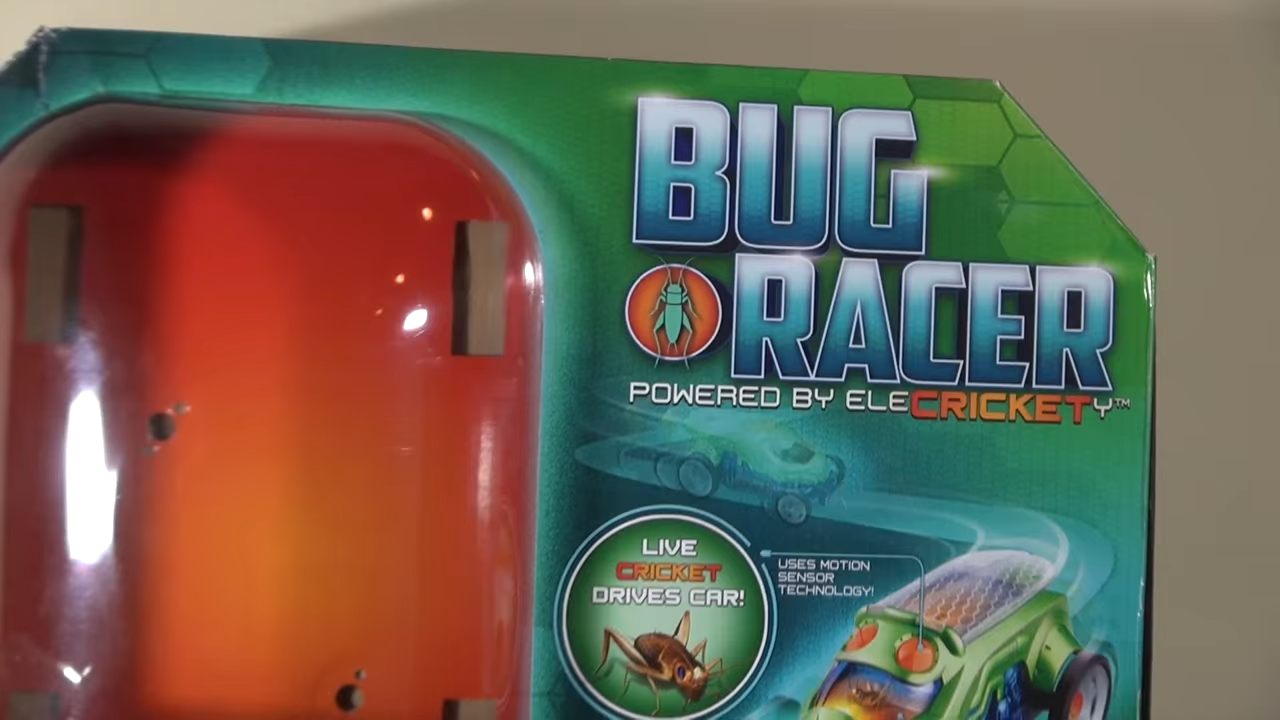 BUG
RACER
POWERED BY ELECRICKETY™
LIVE
CRICKET
DRIVES CAR!
USES MOTION
SENSOR
TECHNOLOGY!